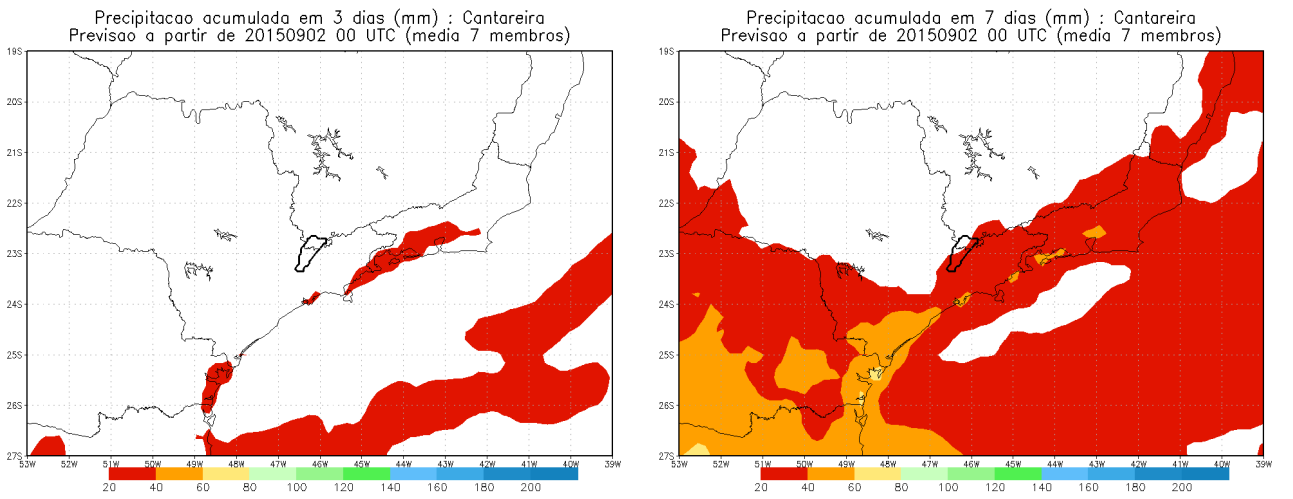 Precipitacao acumulada em 3 dias (mm) : Cantareira
Previsao a partir de 20150902 00 UTC (media 7 membros)
19S
20S
21S
22S
23S
24S
25S
26S
27S
53W 52W 51W 50W 49W 48W 47W 46W 45W 44W 43W 42W 41W 40W 39W
20 40 60 80 100 120 140 160 180 200
Precipitacao acumulada em 7 dias (mm) : Cantareira
Previsao a partir de 20150902 00 UTC (media 7 membros)
19S
20S
21S
22S
23S
24S
25S
26S
27S
53W 52W 51W 50W 49W 48W 47W 46W 45W 44W 43W 42W 41W 40W 39W
20 40 60 80 100 120 140 160 180 200